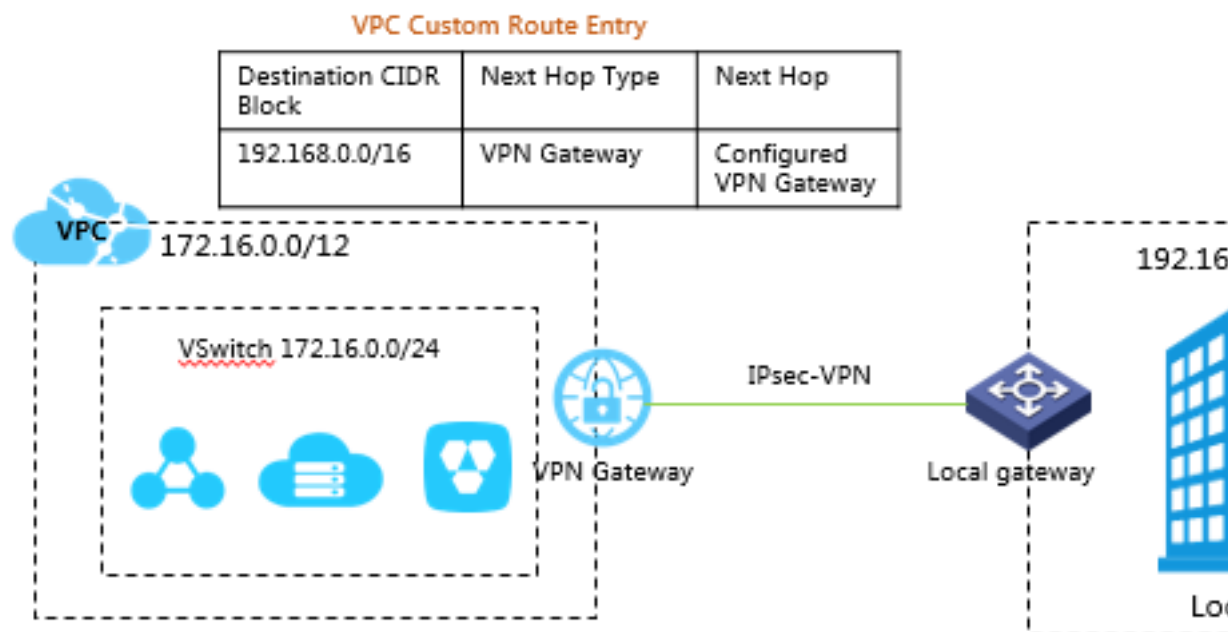 VPC Custom Route Entry
Destination CIDR Block
Next Hop Type
Next Hop
192.168.0.0/16
VPN Gateway
Configured VPN Gateway
VPC
172.16.0.0/12
192.16
VSwitch 172.16.0.0/24
IPsec-VPN
VPN Gateway
Local gateway